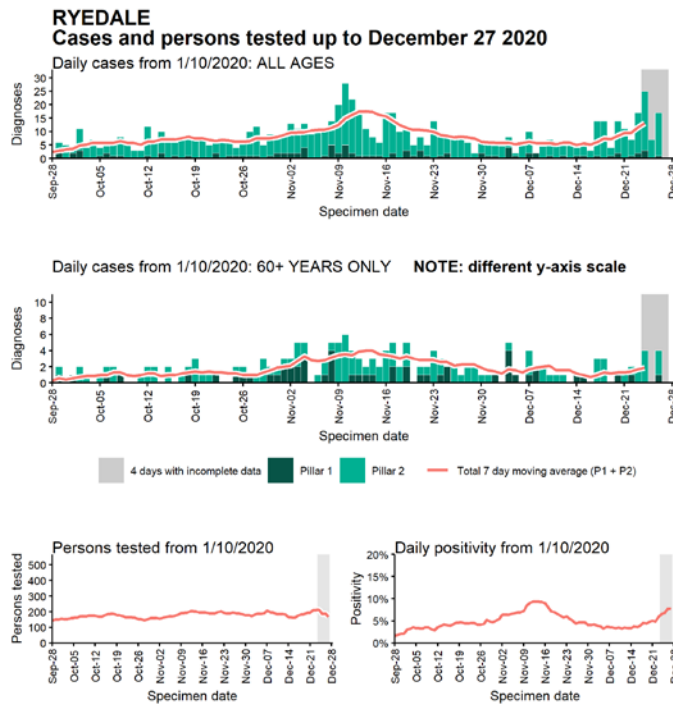 RYEDALE
Cases and persons tested up to December 27 2020
Daily cases from 1/10/2020: ALL AGES
Diagnoses
30
25
20
15
10
5
0
Sep-28 Oct-05 Oct-12 Oct-19 Oct-26 Nov-02 Nov-09 Nov-16 Nov-23 Nov-30 Dec-07 Dec-14 Dec-21 Dec-28
Specimen date
Daily cases from 1/10/2020: 60+ YEARS ONLY NOTE: different y-axis scale
Diagnoses
10
8
6
4
2
0
Sep-28 Oct-05 Oct-12 Oct-19 Oct-26 Nov-02 Nov-09 Nov-16 Nov-23 Nov-30 Dec-07 Dec-14 Dec-21 Dec-28
Specimen date
4 days with incomplete data Pillar 1 Pillar 2 Total 7 day moving average (P1 + P2)
Persons tested from 1/10/2020
Persons tested
500
400
300
200
100
0
Sep-28 Oct-05 Oct-12 Oct-19 Oct-26 Nov-02 Nov-09 Nov-16 Nov-23 Nov-30 Dec-07 Dec-14 Dec-21 Dec-28
Specimen date
Daily positivity from 1/10/2020
Positivity
20%
15%
10%
5%
0%
Sep-28 Oct-05 Oct-12 Oct-19 Oct-26 Nov-02 Nov-09 Nov-16 Nov-23 Nov-30 Dec-07 Dec-14 Dec-21 Dec-28
Specimen date